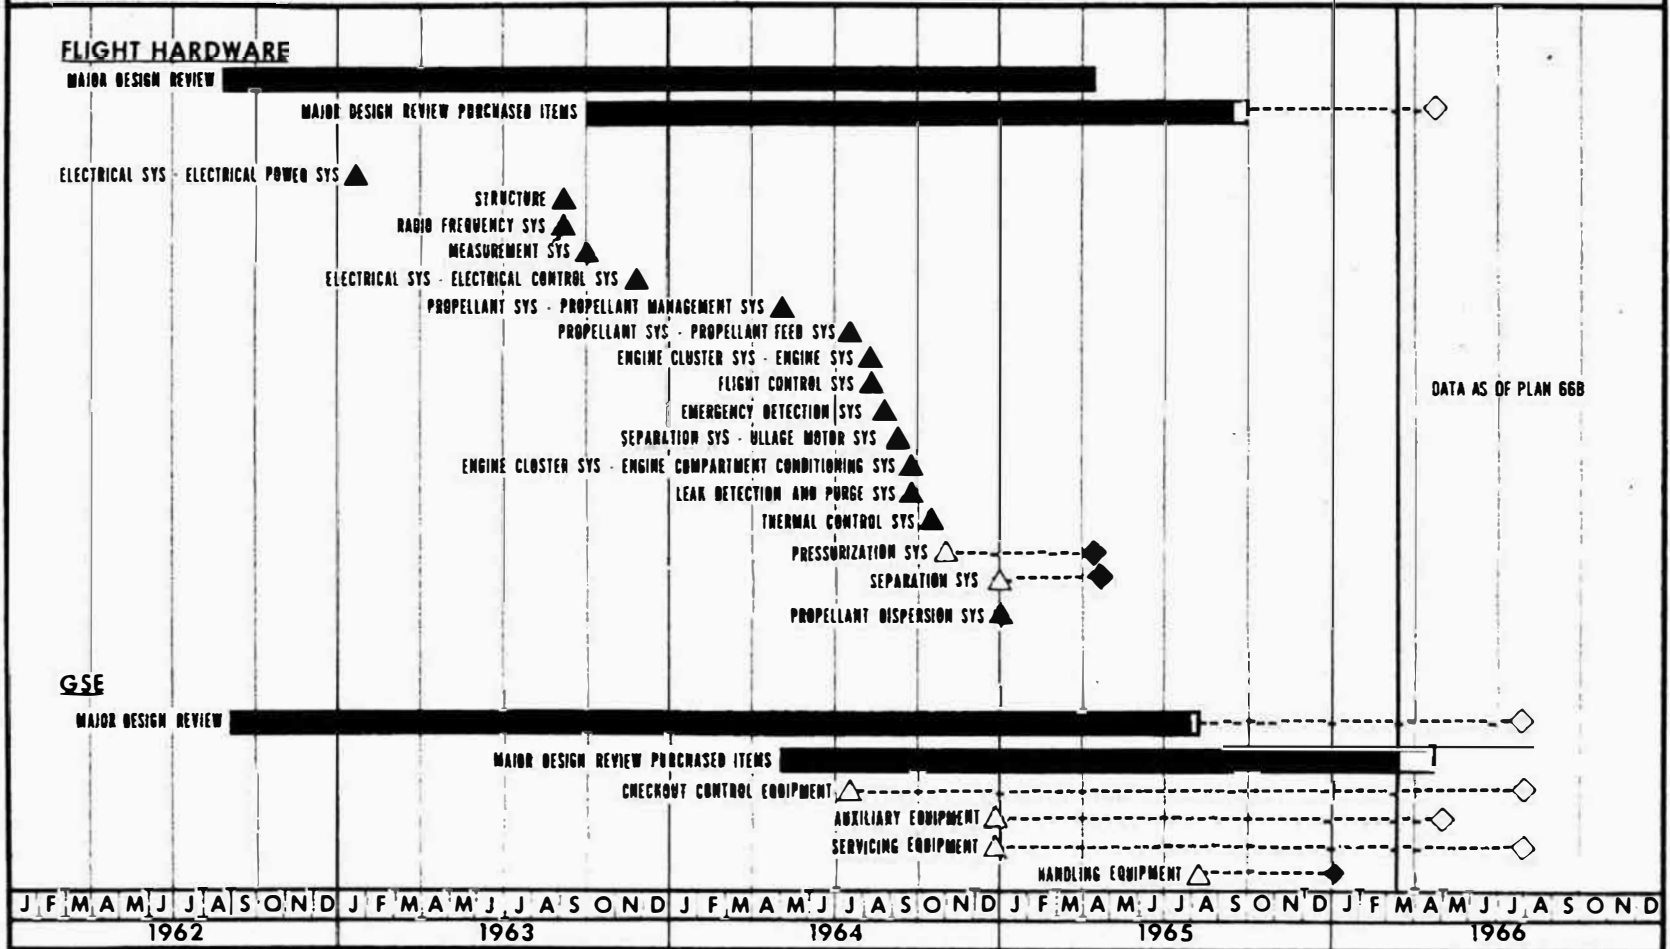 FLIGHT HARDWARE
MAJOR DESIGN REVIEW
MAJOR DESIGN REVIEW PURCHASED ITEMS
ELECTRICAL SYS - ELECTRICAL POWER SYS
STRUCTURE
RADIO FREQUENCY SYS
MEASUREMENT SYS
ELECTRICAL SYS - ELECTRICAL CONTROL SYS
PROPELLANT SYS - PROPELLANT MANAGEMENT SYS
PROPELLANT SYS - PROPELLANT FEED SYS
ENGINE CLUSTER SYS - ENGINE SYS
FLIGHT CONTROL SYS
DATA AS OF PLAN 66B
EMERGENCY DETECTION SYS
SEPARATION SYS - ULLAGE MOTOR SYS
ENGINE CLUSTER SYS - ENGINE COMPARTMENT CONDITIONING SYS
LEAK DETECTION AND PURGE SYS
THERMAL CONTROL SYS
PRESSURIZATION SYS
SEPARATION SYS
PROPELLANT DISPERSION SYS
GSE
MAJOR DESIGN REVIEW
MAJOR DESIGN REVIEW PURCHASED ITEMS
CHECKOUT CONTROL EQUIPMENT
AUXILIARY EQUIPMENT
SERVICING EQUIPMENT
HANDLING EQUIPMENT
J F M A M J J A S O N D J F M A M J J A S O N D J F M A M J J A S O N D J F M A M J J A S O N D J F M A M J J A S O N D
1962 1963 1964 1965 1966